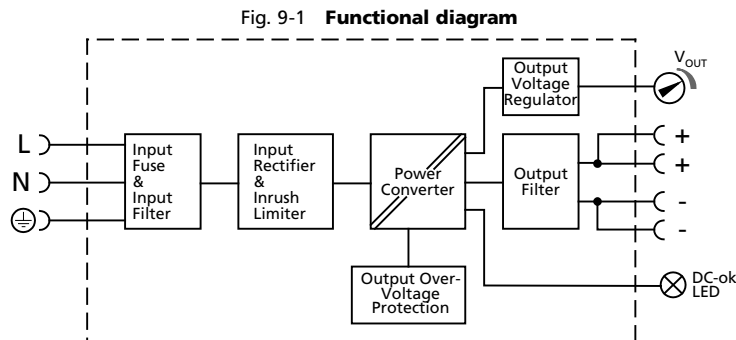 Fig. 9-1 Functional diagram
Output
Voltage
Regulator
V_OUT
L
N
Input
Fuse
&
Input
Filter
Input
Rectifier
&
Inrush
Limiter
Power
Converter
Output
Filter
+
+
-
-
Output Over-
Voltage
Protection
DC-ok
LED